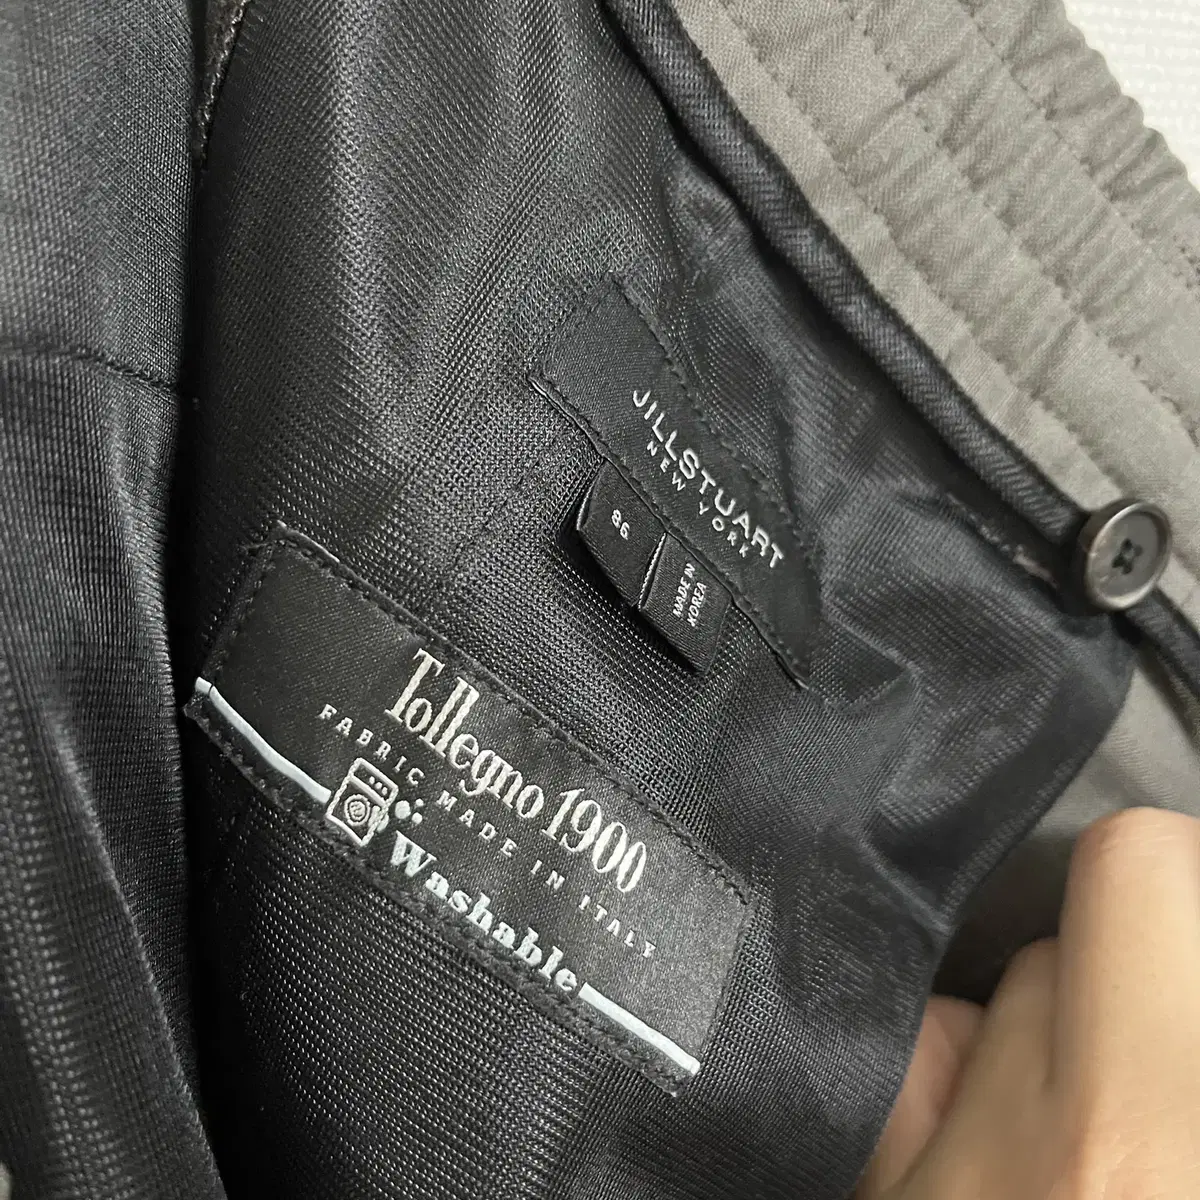 JILLSTUART
NEW YORK
86
MADE IN
KOREA
Tollegno 1900
FABRIC MADE IN ITALY
Washable